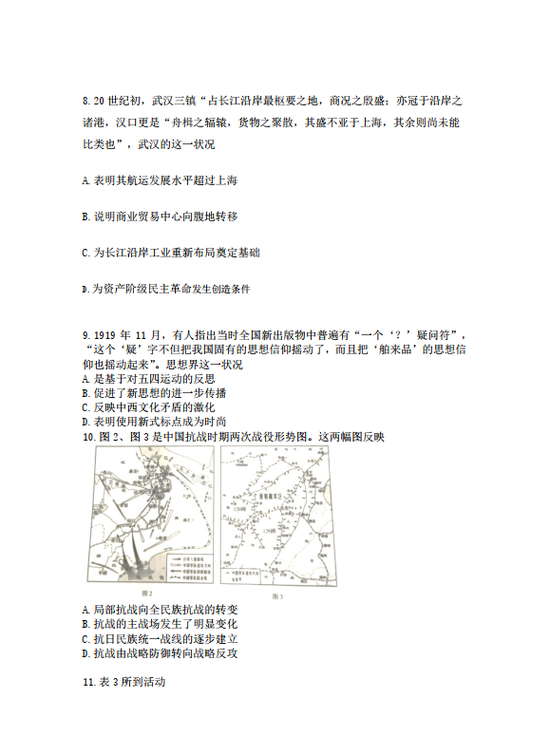 8. 20 世纪初，武汉三镇“占长江沿岸最枢要之地，商况之殷盛；亦冠于沿岸之
诸港，汉口更是“舟楫之辐辏，货物之聚散，其盛不亚于上海，其余则尚未能
比类也”，武汉的这一状况
A. 表明其航运发展水平超过上海
B. 说明商业贸易中心向腹地转移
C. 为长江沿岸工业重新布局奠定基础
D. 为资产阶级民主革命发生创造条件
9. 1919 年 11 月，有人指出当时全国新出版物中普遍有“一个‘？’疑问符”，
“这个‘疑’字不但把我国固有的思想信仰摇动了，而且把‘舶来品’的思想信
仰也摇动起来”。思想界这一状况
A. 是基于对五四运动的反思
B. 促进了新思想的进一步传播
C. 反映中西文化矛盾的激化
D. 表明使用新式标点成为时尚
10. 图 2、图 3 是中国抗战时期两次战役形势图。这两幅图反映
图 2
图 3
A. 局部抗战向全民族抗战的转变
B. 抗战的主战场发生了明显变化
C. 抗日民族统一战线的逐步建立
D. 抗战由战略防御转向战略反攻
11. 表 3 所到活动